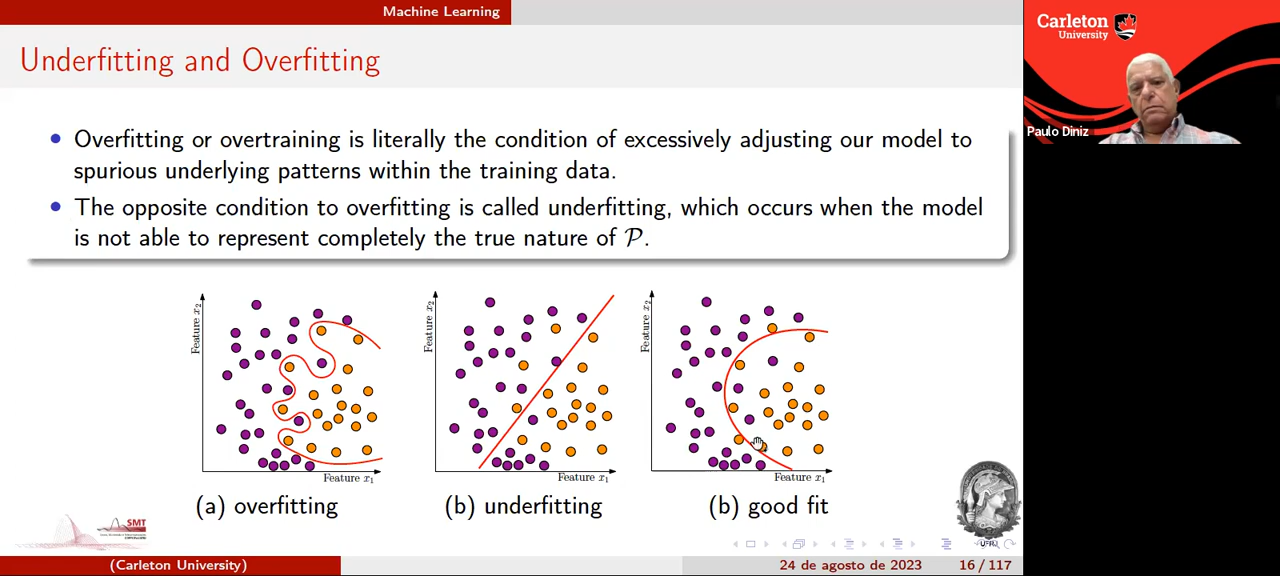 Machine Learning
Underfitting and Overfitting
Overfitting or overtraining is literally the condition of excessively adjusting our model to
spurious underlying patterns within the training data.
The opposite condition to overfitting is called underfitting, which occurs when the model
is not able to represent completely the true nature of 𝒫.
Feature x₂
Feature x₁
(a) overfitting
Feature x₂
Feature x₁
(b) underfitting
Feature x₂
Feature x₁
(b) good fit
SMT
UFRJ
(Carleton University)
24 de agosto de 2023
16 / 117
Carleton
University
Paulo Diniz